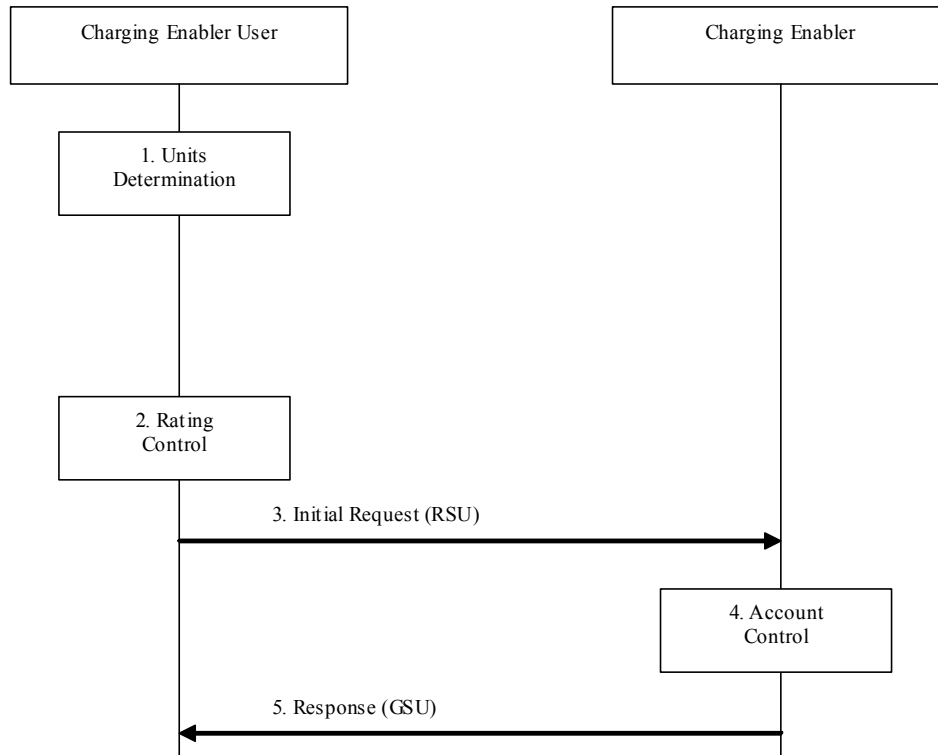 Charging Enabler User
Charging Enabler
1. Units
Determination
2. Rating
Control
3. Initial Request (RSU)
4. Account
Control
5. Response (GSU)